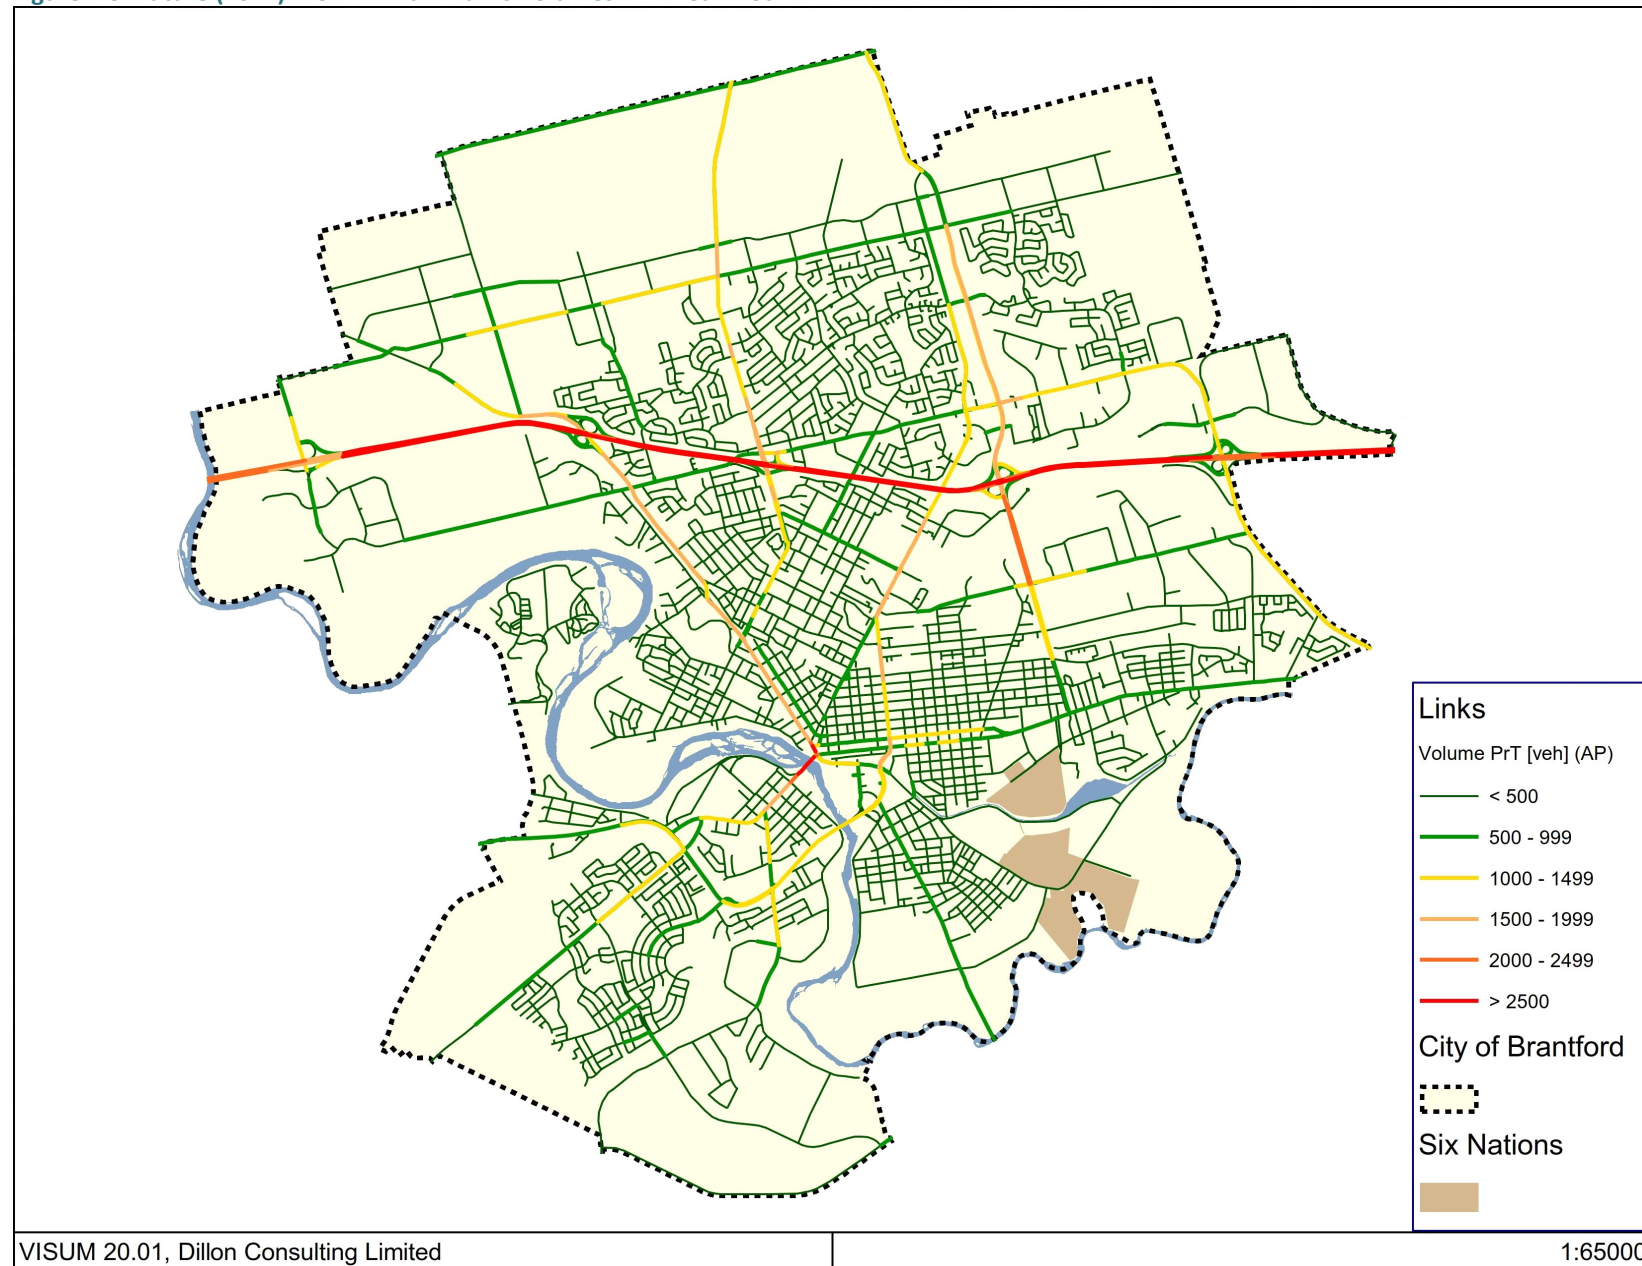 Links
Volume PrT [veh] (AP)
< 500
500 - 999
1000 - 1499
1500 - 1999
2000 - 2499
> 2500
City of Brantford
Six Nations
VISUM 20.01, Dillon Consulting Limited
1:65000